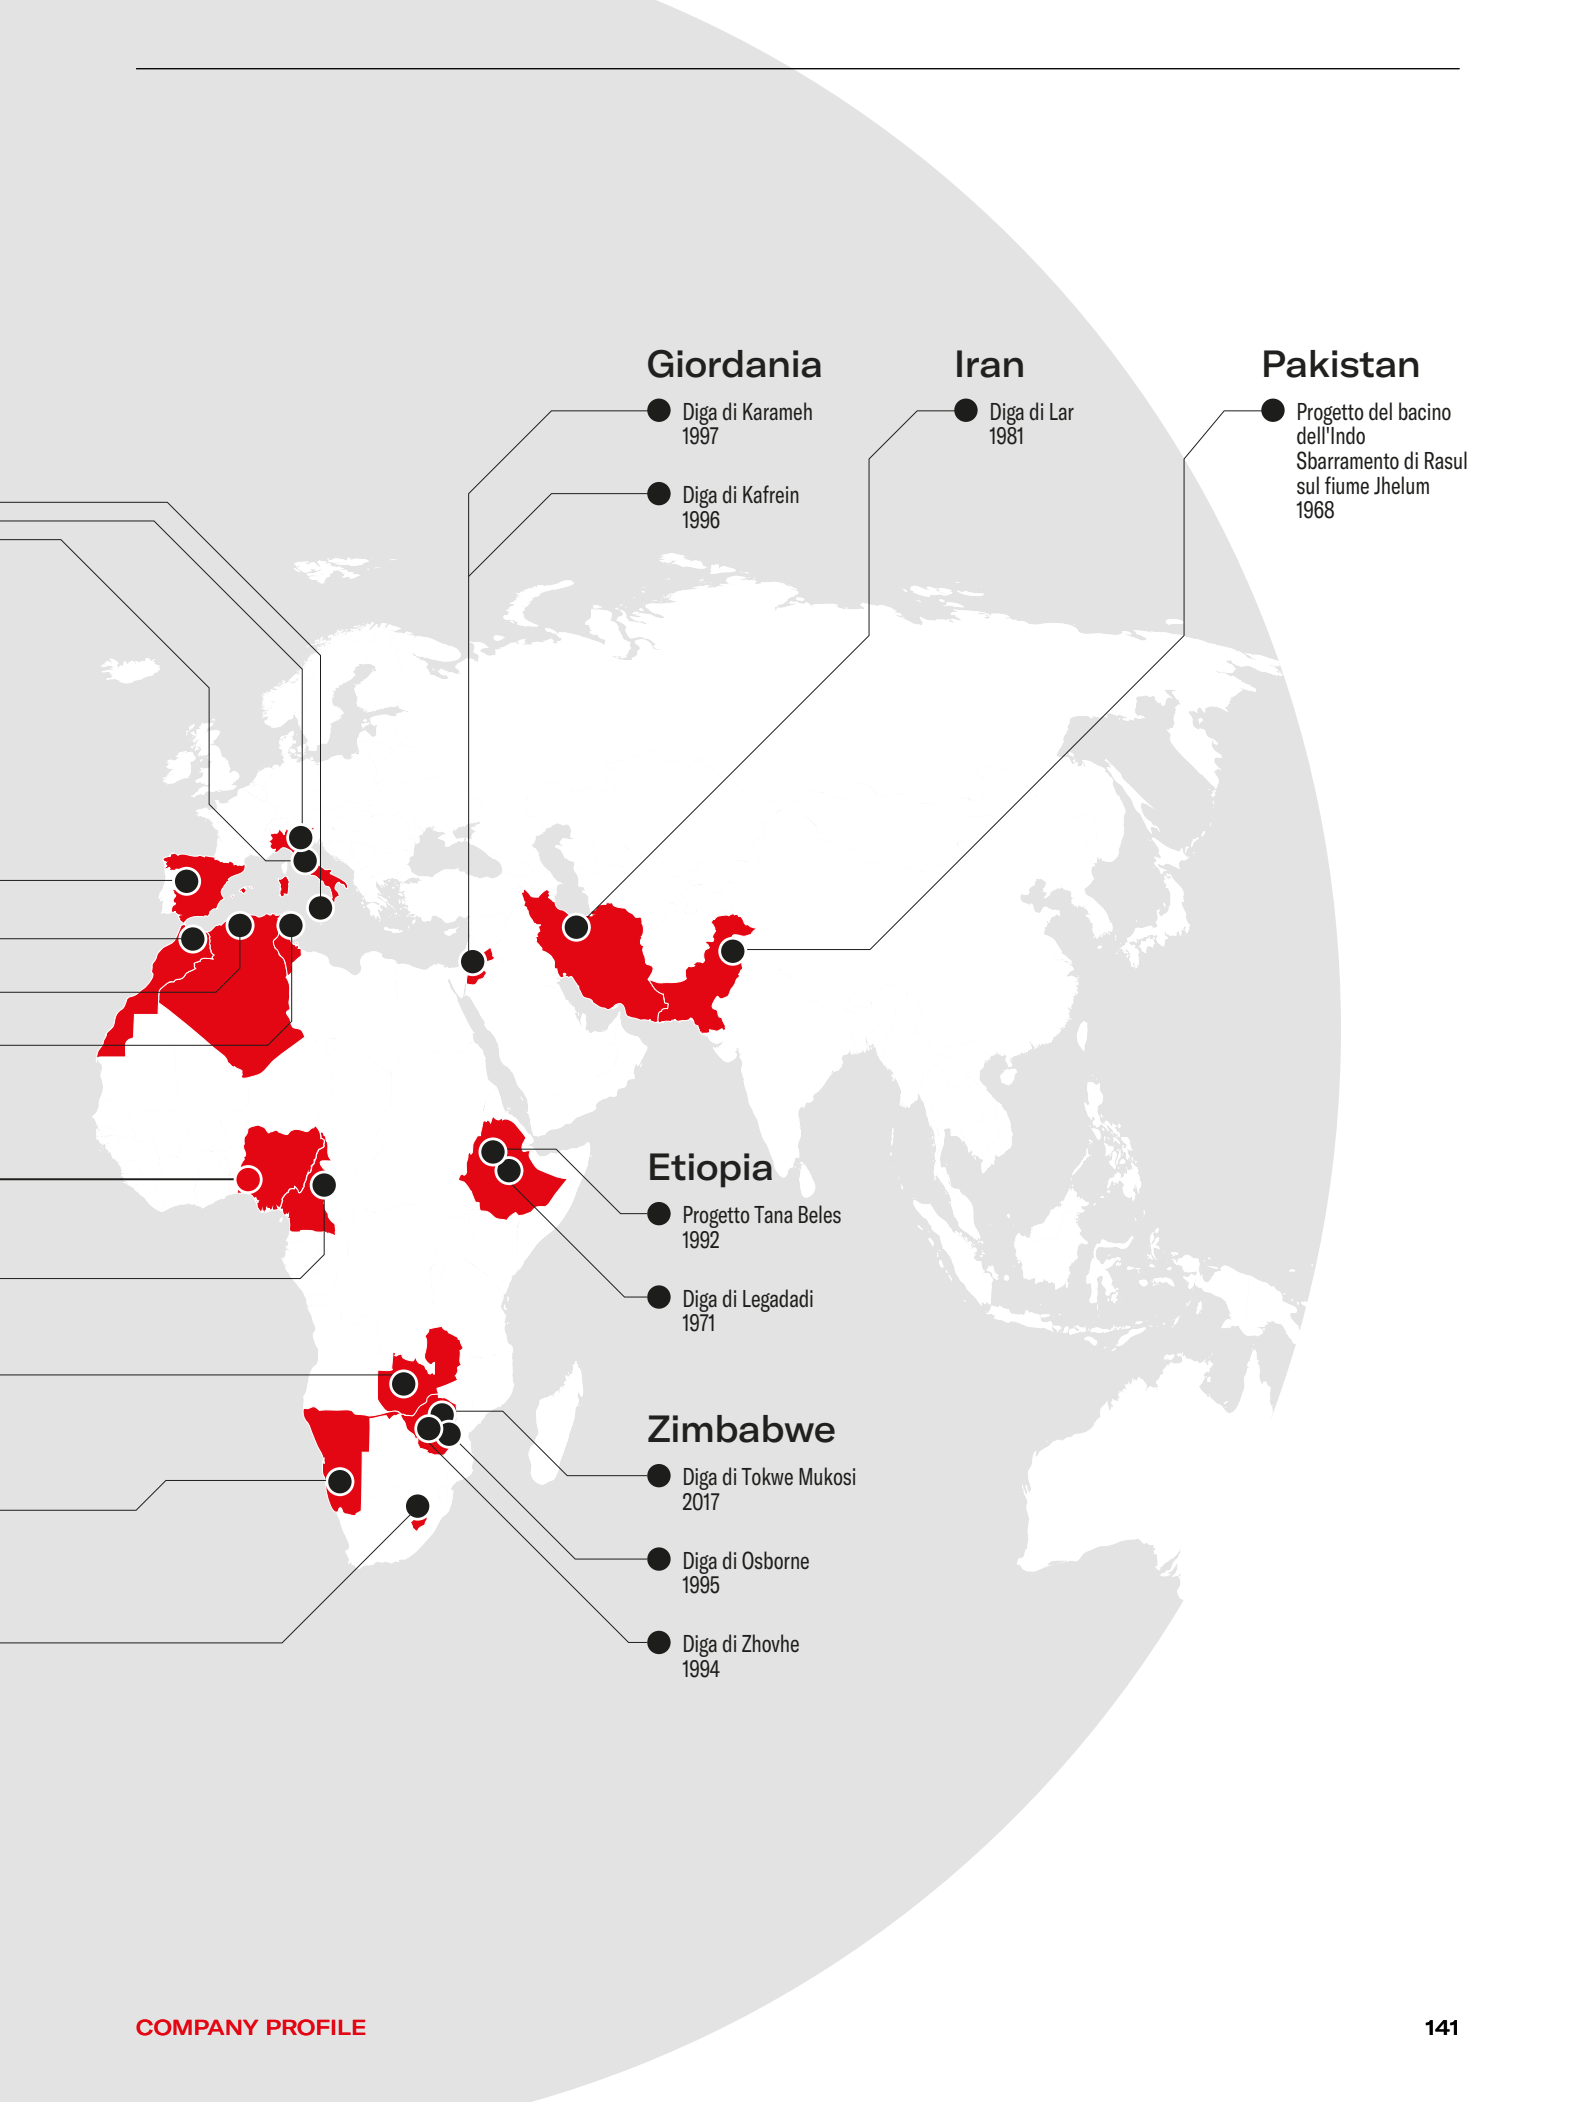 Giordania
Diga di Karameh
1997
Diga di Kafrein
1996
Iran
Diga di Lar
1981
Pakistan
Progetto del bacino
dell'Indo
Sbarramento di Rasul
sul fiume Jhelum
1968
Etiopia
Progetto Tana Beles
1992
Diga di Legadadi
1971
Zimbabwe
Diga di Tokwe Mukosi
2017
Diga di Osborne
1995
Diga di Zhovhe
1994
COMPANY PROFILE
141